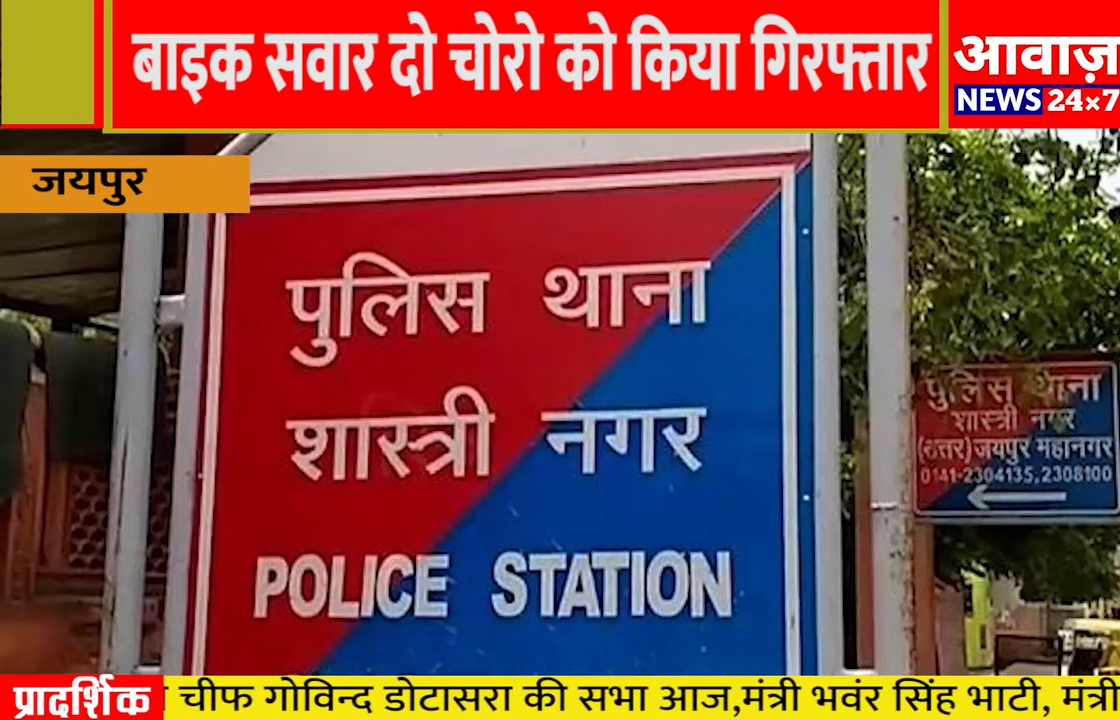 बाइक सवार दो चोरो को किया गिरफ्तार
आवाज़
NEWS 24×7
जयपुर
पुलिस थाना
शास्त्री नगर
POLICE STATION
पुलिस थाना
शास्त्री नगर
(उत्तर) जयपुर महानगर
0141-2304135, 2308100
प्रादर्शिक
चीफ गोविन्द डोटासरा की सभा आज,मंत्री भवंर सिंह भाटी, मंत्री